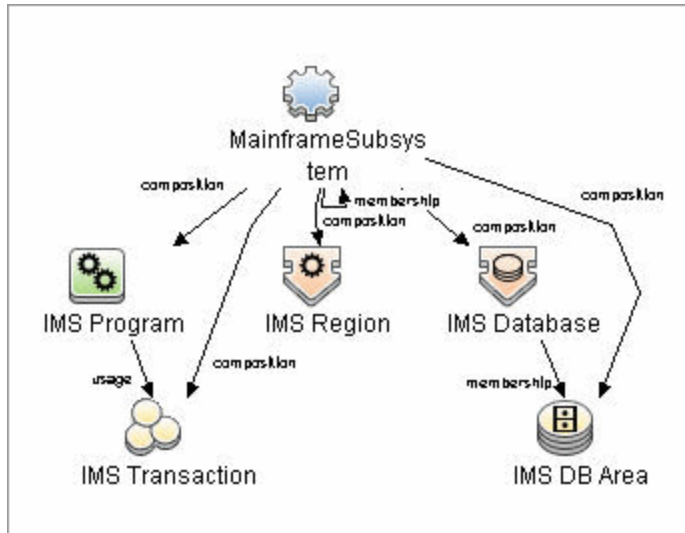 MainframeSubsys
tem
composition
membership
composition
composition
composition
IMS Program
IMS Region
IMS Database
usage
composition
membership
IMS Transaction
IMS DB Area